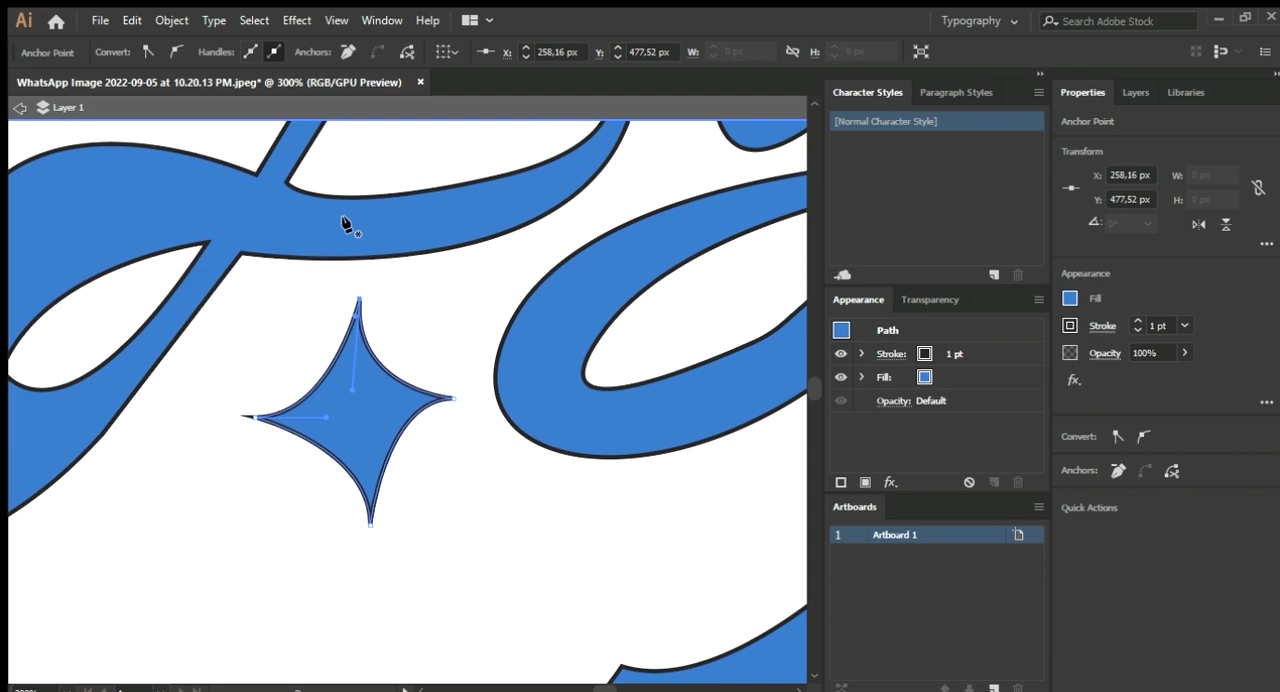 Ai File Edit Object Type Select Effect View Window Help Typography Search Adobe Stock
Anchor Point Convert: Handles: Anchors: X: 258,16 px Y: 477,52 px W: 0 px H: 0 px
WhatsApp Image 2022-09-05 at 10.20.13 PM.jpeg* @ 300% (RGB/GPU Preview)
Layer 1
Character Styles Paragraph Styles
[Normal Character Style]
Appearance Transparency
Path
Stroke: 1 pt
Fill:
Opacity: Default
Artboards
1 Artboard 1
Properties Layers Libraries
Anchor Point
Transform
X: 258,16 px W: 0 px
Y: 477,52 px H: 0 px
0°
Appearance
Fill
Stroke 1 pt
Opacity 100%
fx.
Convert:
Anchors:
Quick Actions
fx.